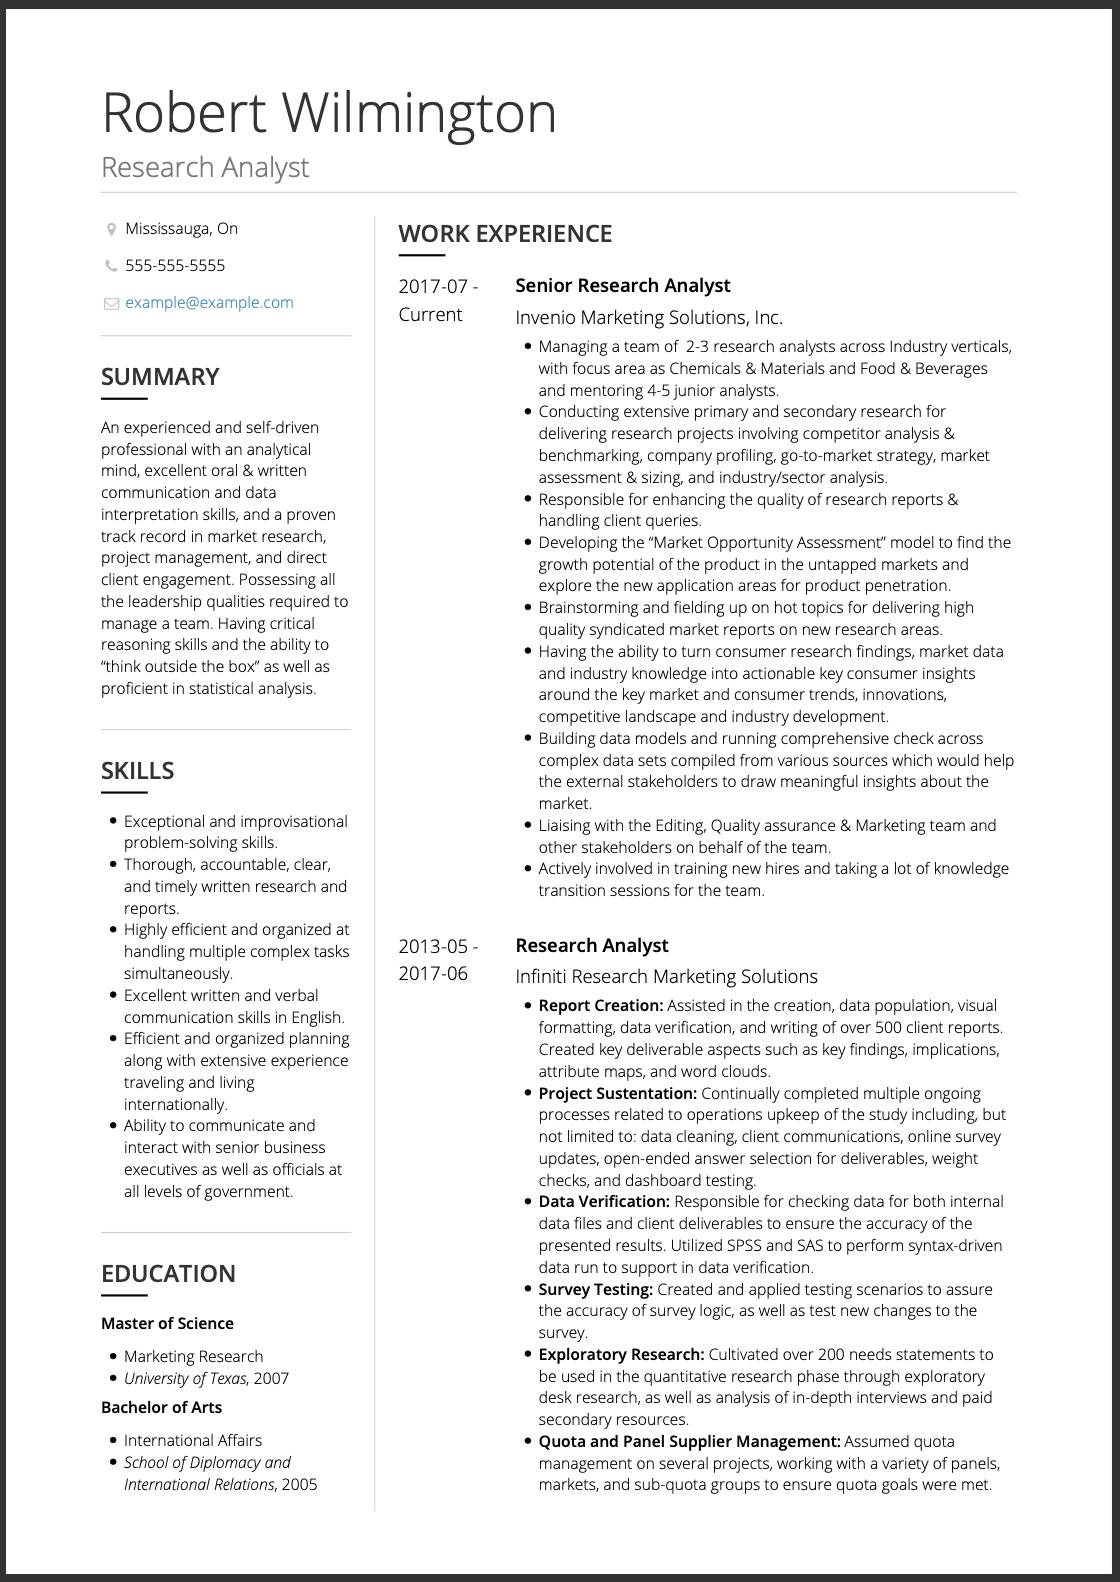 Robert Wilmington
Research Analyst
Mississauga, On
555-555-5555
example@example.com
SUMMARY
An experienced and self-driven
professional with an analytical
mind, excellent oral & written
communication and data
interpretation skills, and a proven
track record in market research,
project management, and direct
client engagement. Possessing all
the leadership qualities required to
manage a team. Having critical
reasoning skills and the ability to
“think outside the box” as well as
proficient in statistical analysis.
SKILLS
• Exceptional and improvisational
problem-solving skills.
• Thorough, accountable, clear,
and timely written research and
reports.
• Highly efficient and organized at
handling multiple complex tasks
simultaneously.
• Excellent written and verbal
communication skills in English.
• Efficient and organized planning
along with extensive experience
traveling and living
internationally.
• Ability to communicate and
interact with senior business
executives as well as officials at
all levels of government.
EDUCATION
Master of Science
• Marketing Research
• University of Texas, 2007
Bachelor of Arts
• International Affairs
• School of Diplomacy and
International Relations, 2005
WORK EXPERIENCE
2017-07 -
Current
Senior Research Analyst
Invenio Marketing Solutions, Inc.
• Managing a team of  2-3 research analysts across Industry verticals,
with focus area as Chemicals & Materials and Food & Beverages
and mentoring 4-5 junior analysts.
• Conducting extensive primary and secondary research for
delivering research projects involving competitor analysis &
benchmarking, company profiling, go-to-market strategy, market
assessment & sizing, and industry/sector analysis.
• Responsible for enhancing the quality of research reports &
handling client queries.
• Developing the “Market Opportunity Assessment” model to find the
growth potential of the product in the untapped markets and
explore the new application areas for product penetration.
• Brainstorming and fielding up on hot topics for delivering high
quality syndicated market reports on new research areas.
• Having the ability to turn consumer research findings, market data
and industry knowledge into actionable key consumer insights
around the key market and consumer trends, innovations,
competitive landscape and industry development.
• Building data models and running comprehensive check across
complex data sets compiled from various sources which would help
the external stakeholders to draw meaningful insights about the
market.
• Liaising with the Editing, Quality assurance & Marketing team and
other stakeholders on behalf of the team.
• Actively involved in training new hires and taking a lot of knowledge
transition sessions for the team.
2013-05 -
2017-06
Research Analyst
Infiniti Research Marketing Solutions
• Report Creation: Assisted in the creation, data population, visual
formatting, data verification, and writing of over 500 client reports.
Created key deliverable aspects such as key findings, implications,
attribute maps, and word clouds.
• Project Sustentation: Continually completed multiple ongoing
processes related to operations upkeep of the study including, but
not limited to: data cleaning, client communications, online survey
updates, open-ended answer selection for deliverables, weight
checks, and dashboard testing.
• Data Verification: Responsible for checking data for both internal
data files and client deliverables to ensure the accuracy of the
presented results. Utilized SPSS and SAS to perform syntax-driven
data run to support in data verification.
• Survey Testing: Created and applied testing scenarios to assure
the accuracy of survey logic, as well as test new changes to the
survey.
• Exploratory Research: Cultivated over 200 needs statements to
be used in the quantitative research phase through exploratory
desk research, as well as analysis of in-depth interviews and paid
secondary resources.
• Quota and Panel Supplier Management: Assumed quota
management on several projects, working with a variety of panels,
markets, and sub-quota groups to ensure quota goals were met.